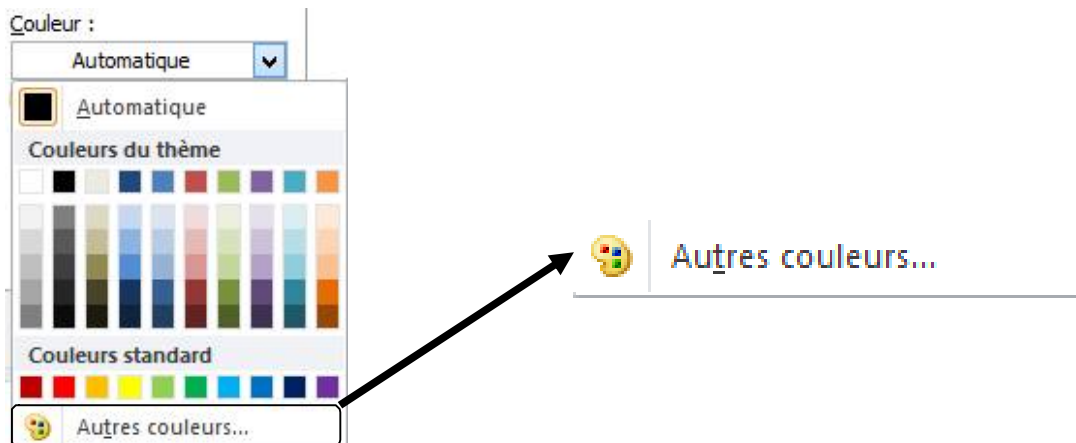 Couleur :
Automatique
Automatique
Couleurs du thème
Couleurs standard
Autres couleurs...
Autres couleurs...